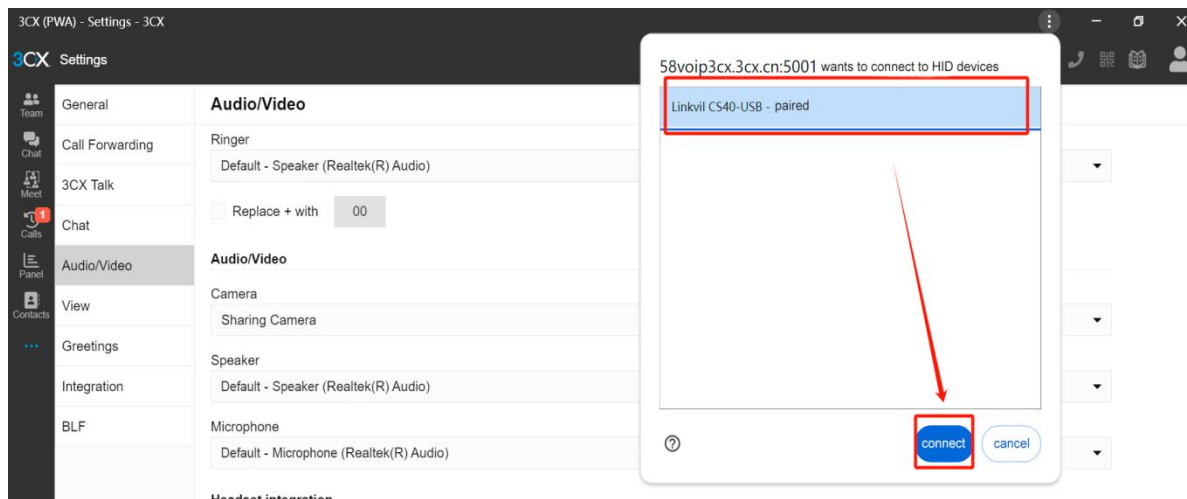 3CX (PWA) - Settings - 3CX
3CX Settings
Team
Chat
Meet
1
Calls
Panel
Contacts
General
Call Forwarding
3CX Talk
Chat
Audio/Video
View
Greetings
Integration
BLF
Audio/Video
Ringer
Default - Speaker (Realtek(R) Audio)
Replace + with 00
Audio/Video
Camera
Sharing Camera
Speaker
Default - Speaker (Realtek(R) Audio)
Microphone
Default - Microphone (Realtek(R) Audio)
Headset integration
58voip3cx.3cx.cn:5001 wants to connect to HID devices
Linkvil CS40-USB - paired
connect cancel